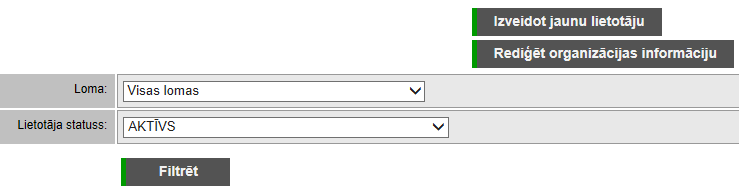 Izveidot jaunu lietotāju
Rediģēt organizācijas informāciju
Loma: Visas lomas
Lietotāja statuss: AKTĪVS
Filtrēt